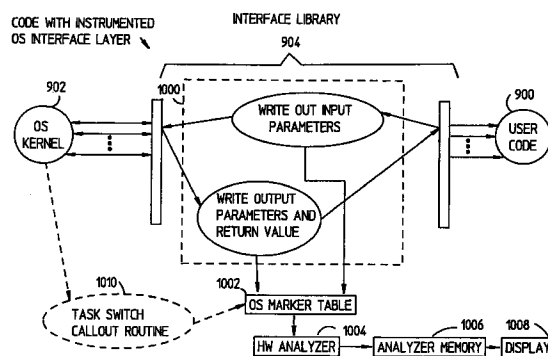 CODE WITH INSTRUMENTED
OS INTERFACE LAYER
INTERFACE LIBRARY
904
902
1000
900
OS
KERNEL
WRITE OUT INPUT
PARAMETERS
USER
CODE
WRITE OUTPUT
PARAMETERS AND
RETURN VALUE
1010
1002
TASK SWITCH
CALLOUT ROUTINE
OS MARKER TABLE
1004
1006
1008
HW ANALYZER
ANALYZER MEMORY
DISPLAY